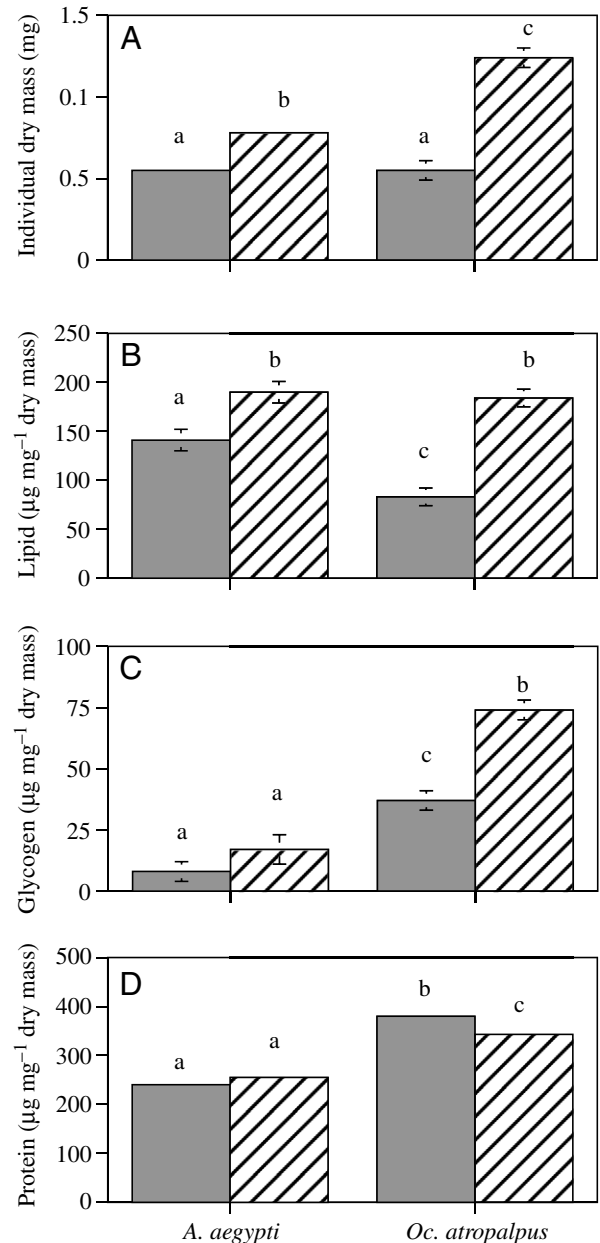 A
Individual dry mass (mg)
1.5
0.1
0.5
0
a
b
a
c
B
Lipid (µg mg⁻¹ dry mass)
250
200
150
100
50
0
a
b
c
b
C
Glycogen (µg mg⁻¹ dry mass)
100
75
50
25
0
a
a
c
b
D
Protein (µg mg⁻¹ dry mass)
500
400
300
200
100
0
a
a
b
c
A. aegypti
Oc. atropalpus